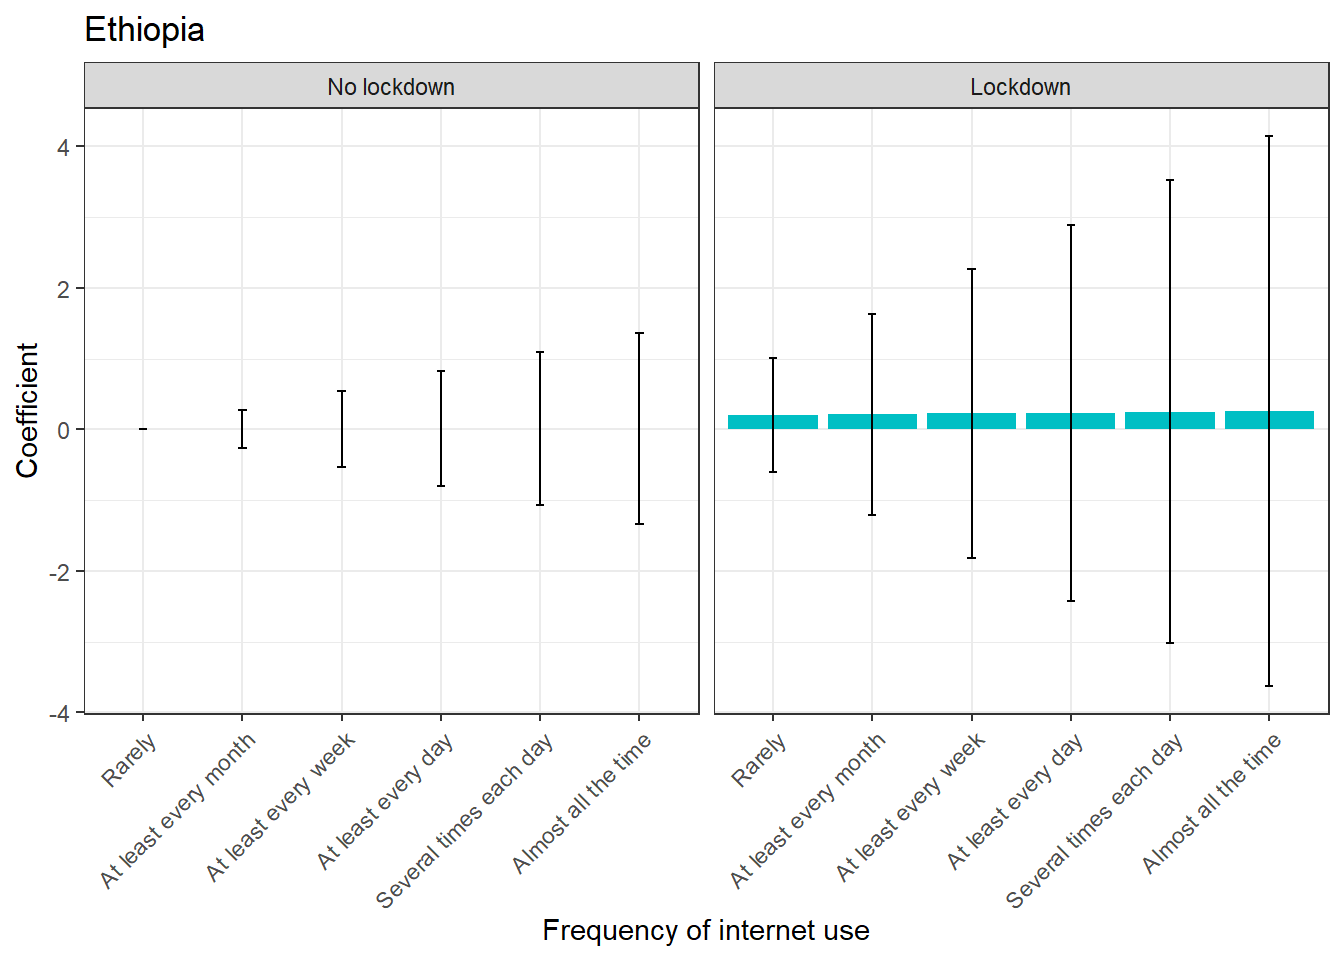 Ethiopia
No lockdown
Lockdown
Coefficient
4
2
0
-2
-4
Rarely
At least every month
At least every week
At least every day
Several times each day
Almost all the time
Rarely
At least every month
At least every week
At least every day
Several times each day
Almost all the time
Frequency of internet use